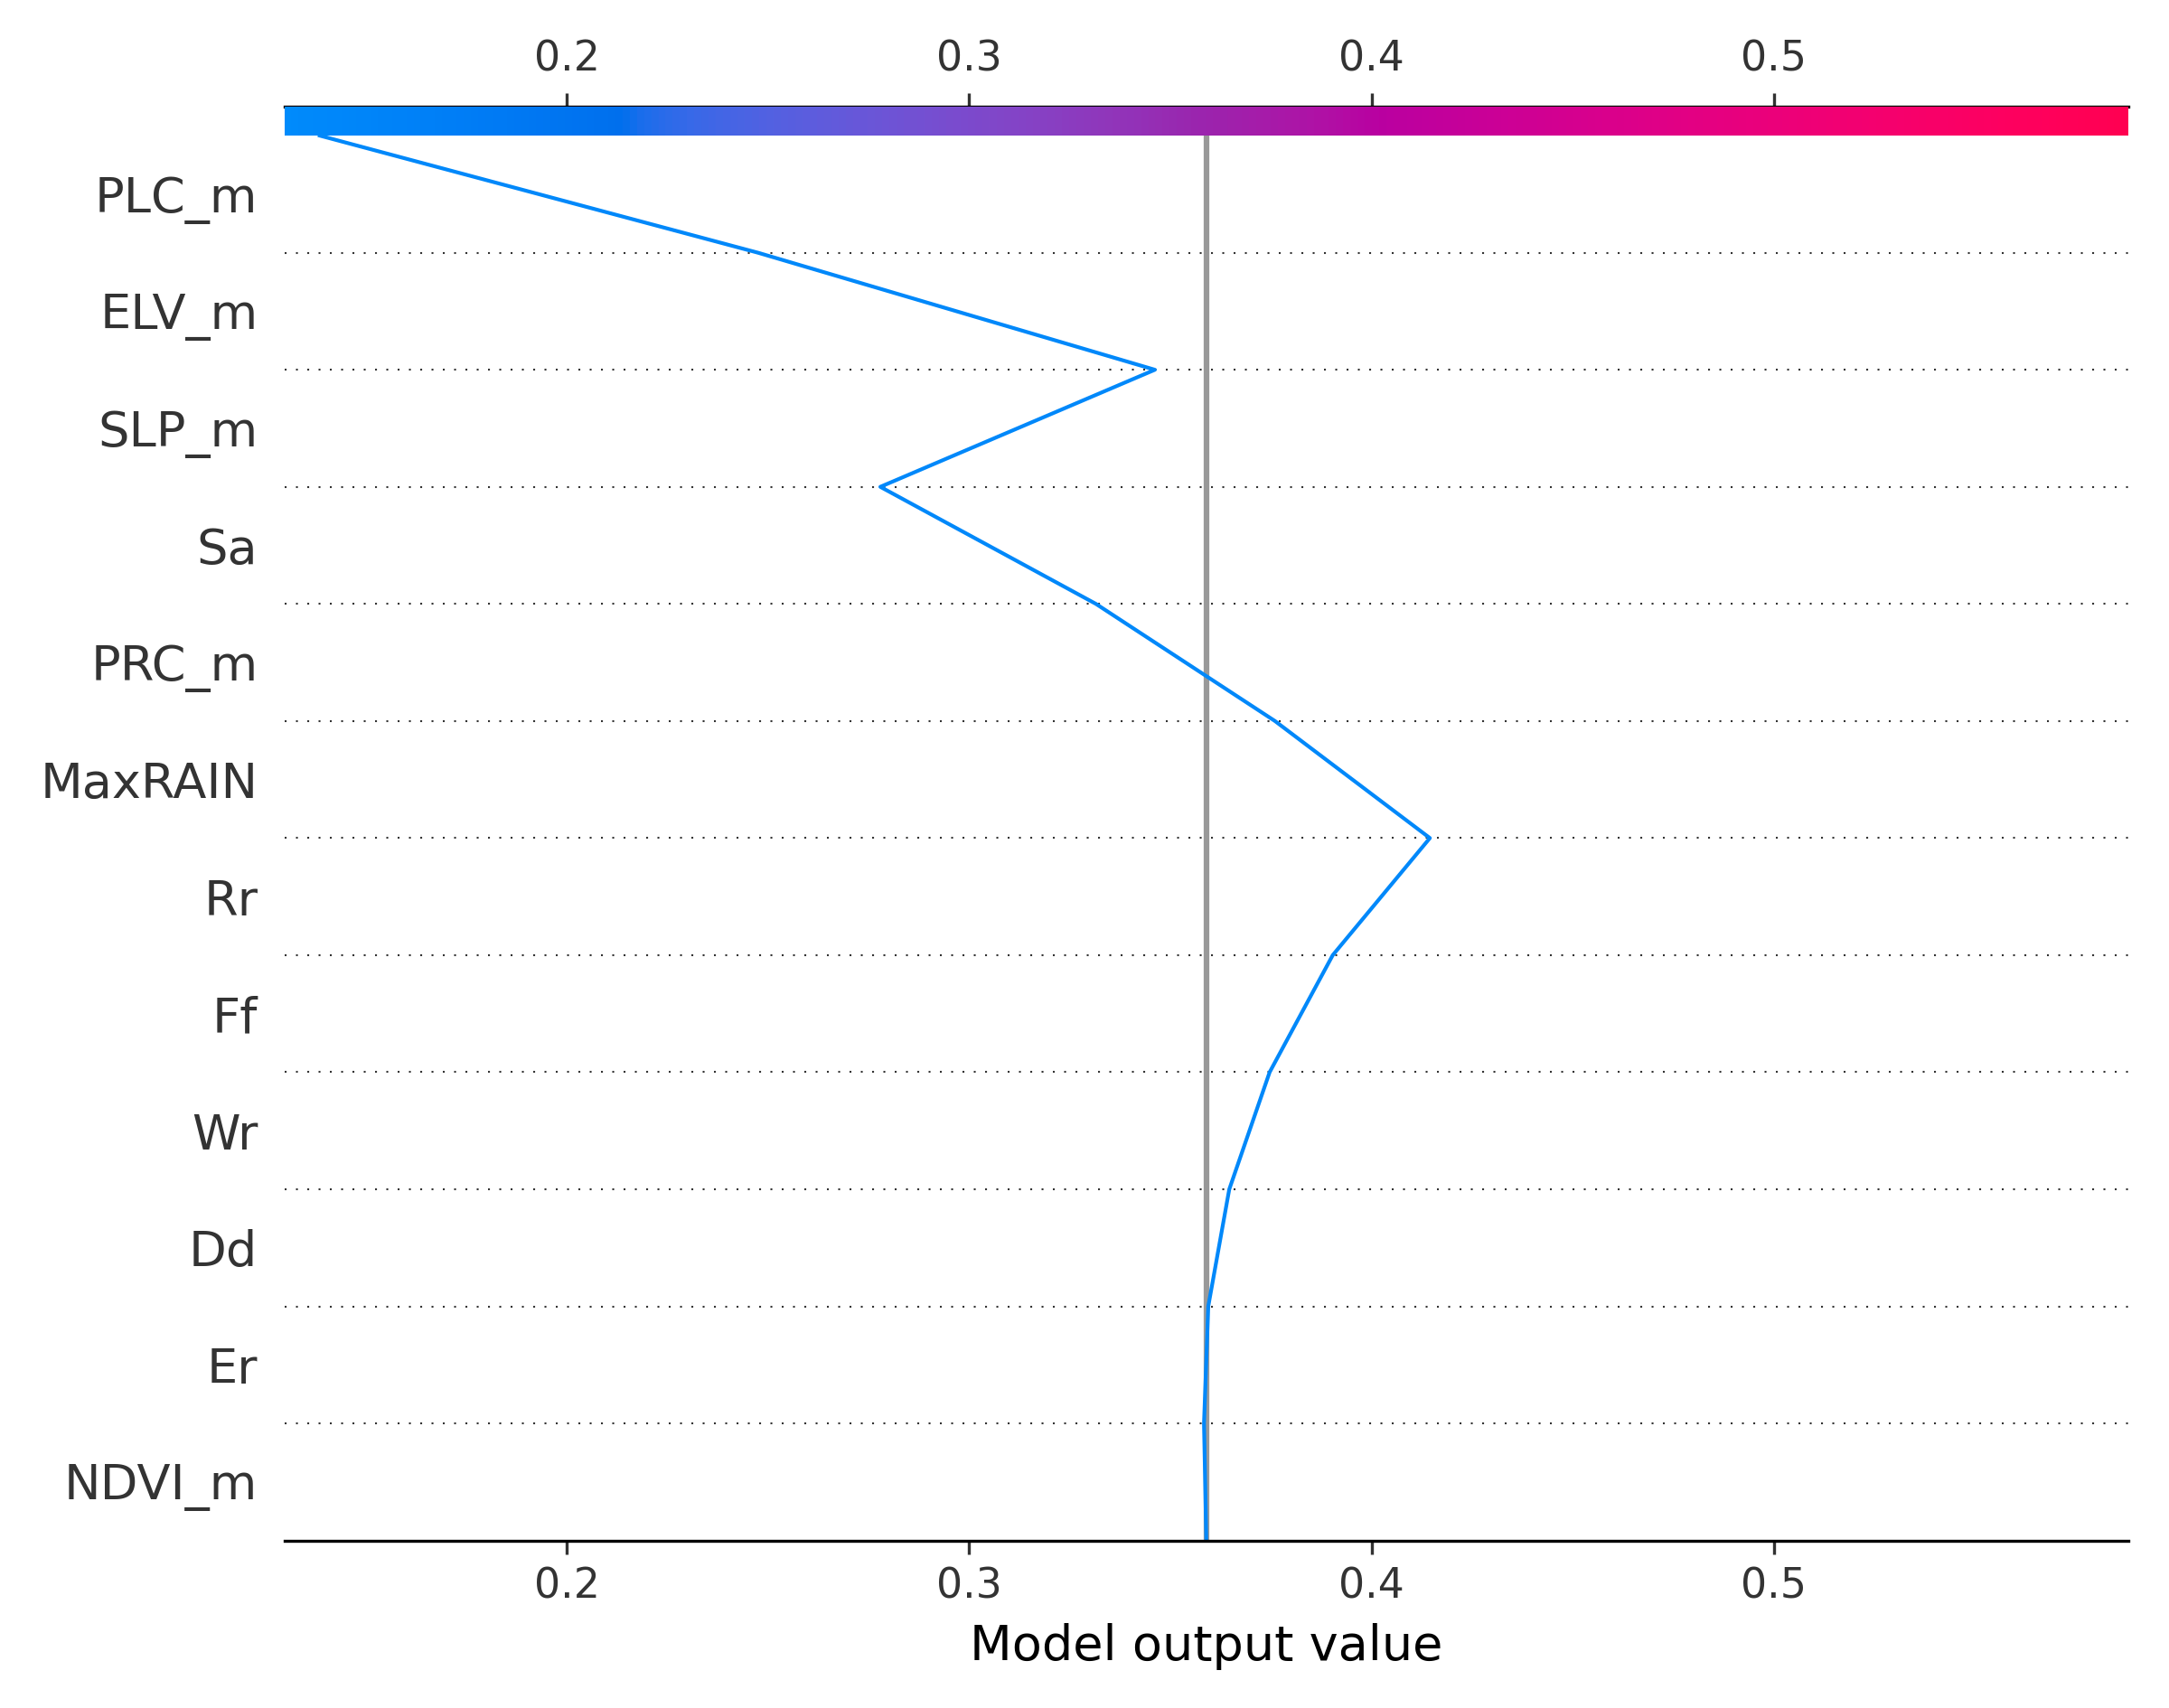 0.2 0.3 0.4 0.5
PLC_m
ELV_m
SLP_m
Sa
PRC_m
MaxRAIN
Rr
Ff
Wr
Dd
Er
NDVI_m
0.2 0.3 0.4 0.5
Model output value